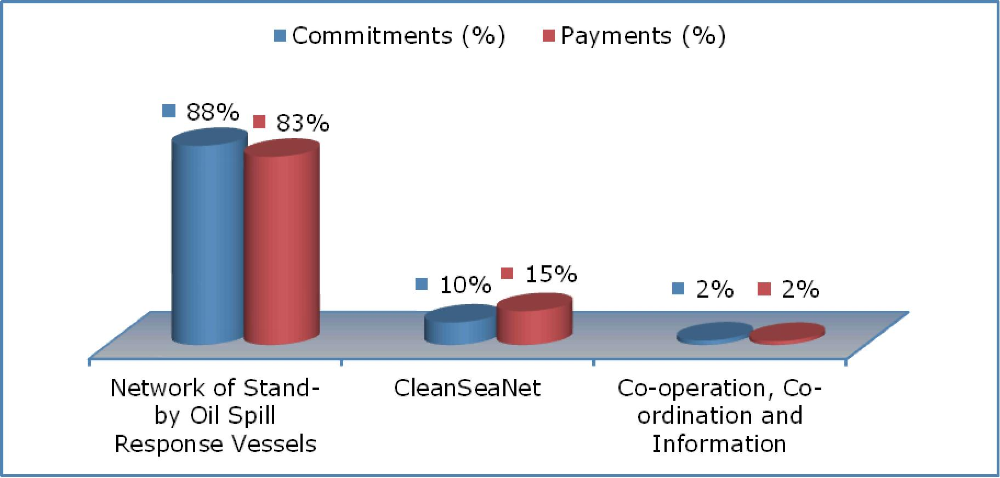 Commitments (%) Payments (%)
88% 83%
10% 15%
2% 2%
Network of Stand-
by Oil Spill
Response Vessels
CleanSeaNet
Co-operation, Co-
ordination and
Information